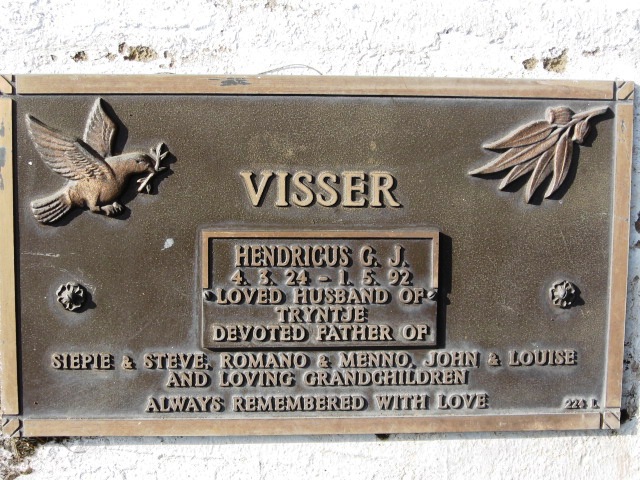 VISSER
HENDRICUS G. J.
4. 3. 24 - 1. 5. 92
LOVED HUSBAND OF
TRYNTJE
DEVOTED FATHER OF
SIEPIE & STEVE, ROMANO & MENNO, JOHN & LOUISE
AND LOVING GRANDCHILDREN
ALWAYS REMEMBERED WITH LOVE
224 L